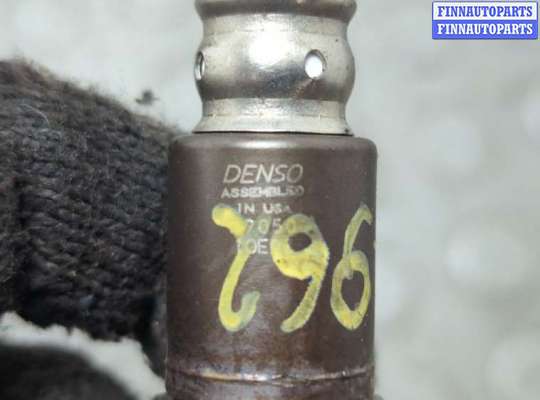 FINNAUTOPARTS
FINNAUTOPARTS
DENSO
ASSEMBLED
IN USA
296